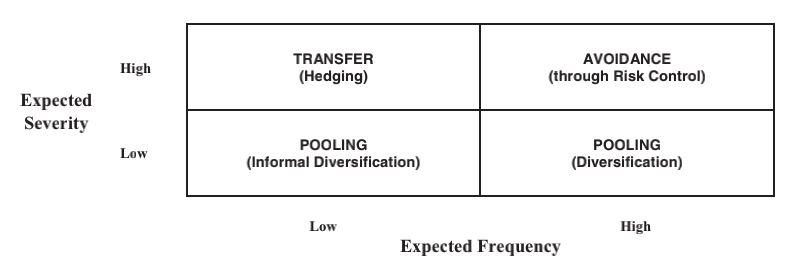 TRANSFER
(Hedging)
AVOIDANCE
(through Risk Control)
High
Expected
Severity
POOLING
(Informal Diversification)
POOLING
(Diversification)
Low
Low
High
Expected Frequency